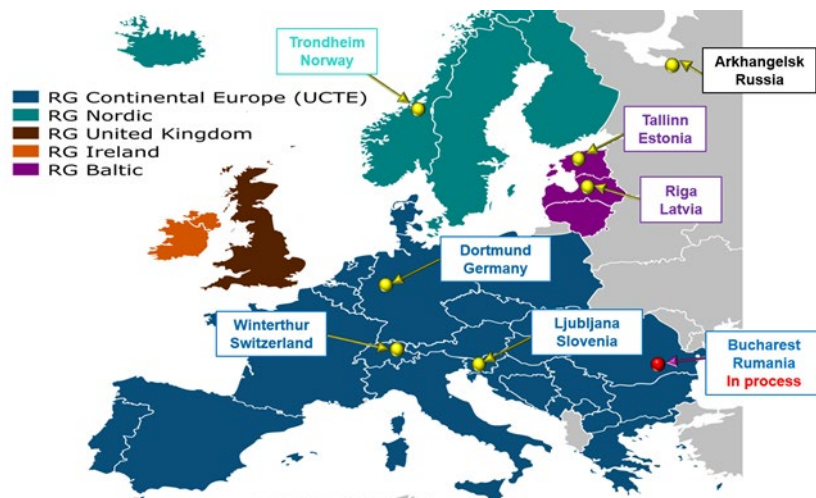 Trondheim
Norway
Arkhangelsk
Russia
RG Continental Europe (UCTE)
RG Nordic
RG United Kingdom
RG Ireland
RG Baltic
Tallinn
Estonia
Riga
Latvia
Dortmund
Germany
Winterthur
Switzerland
Ljubljana
Slovenia
Bucharest
Rumania
In process